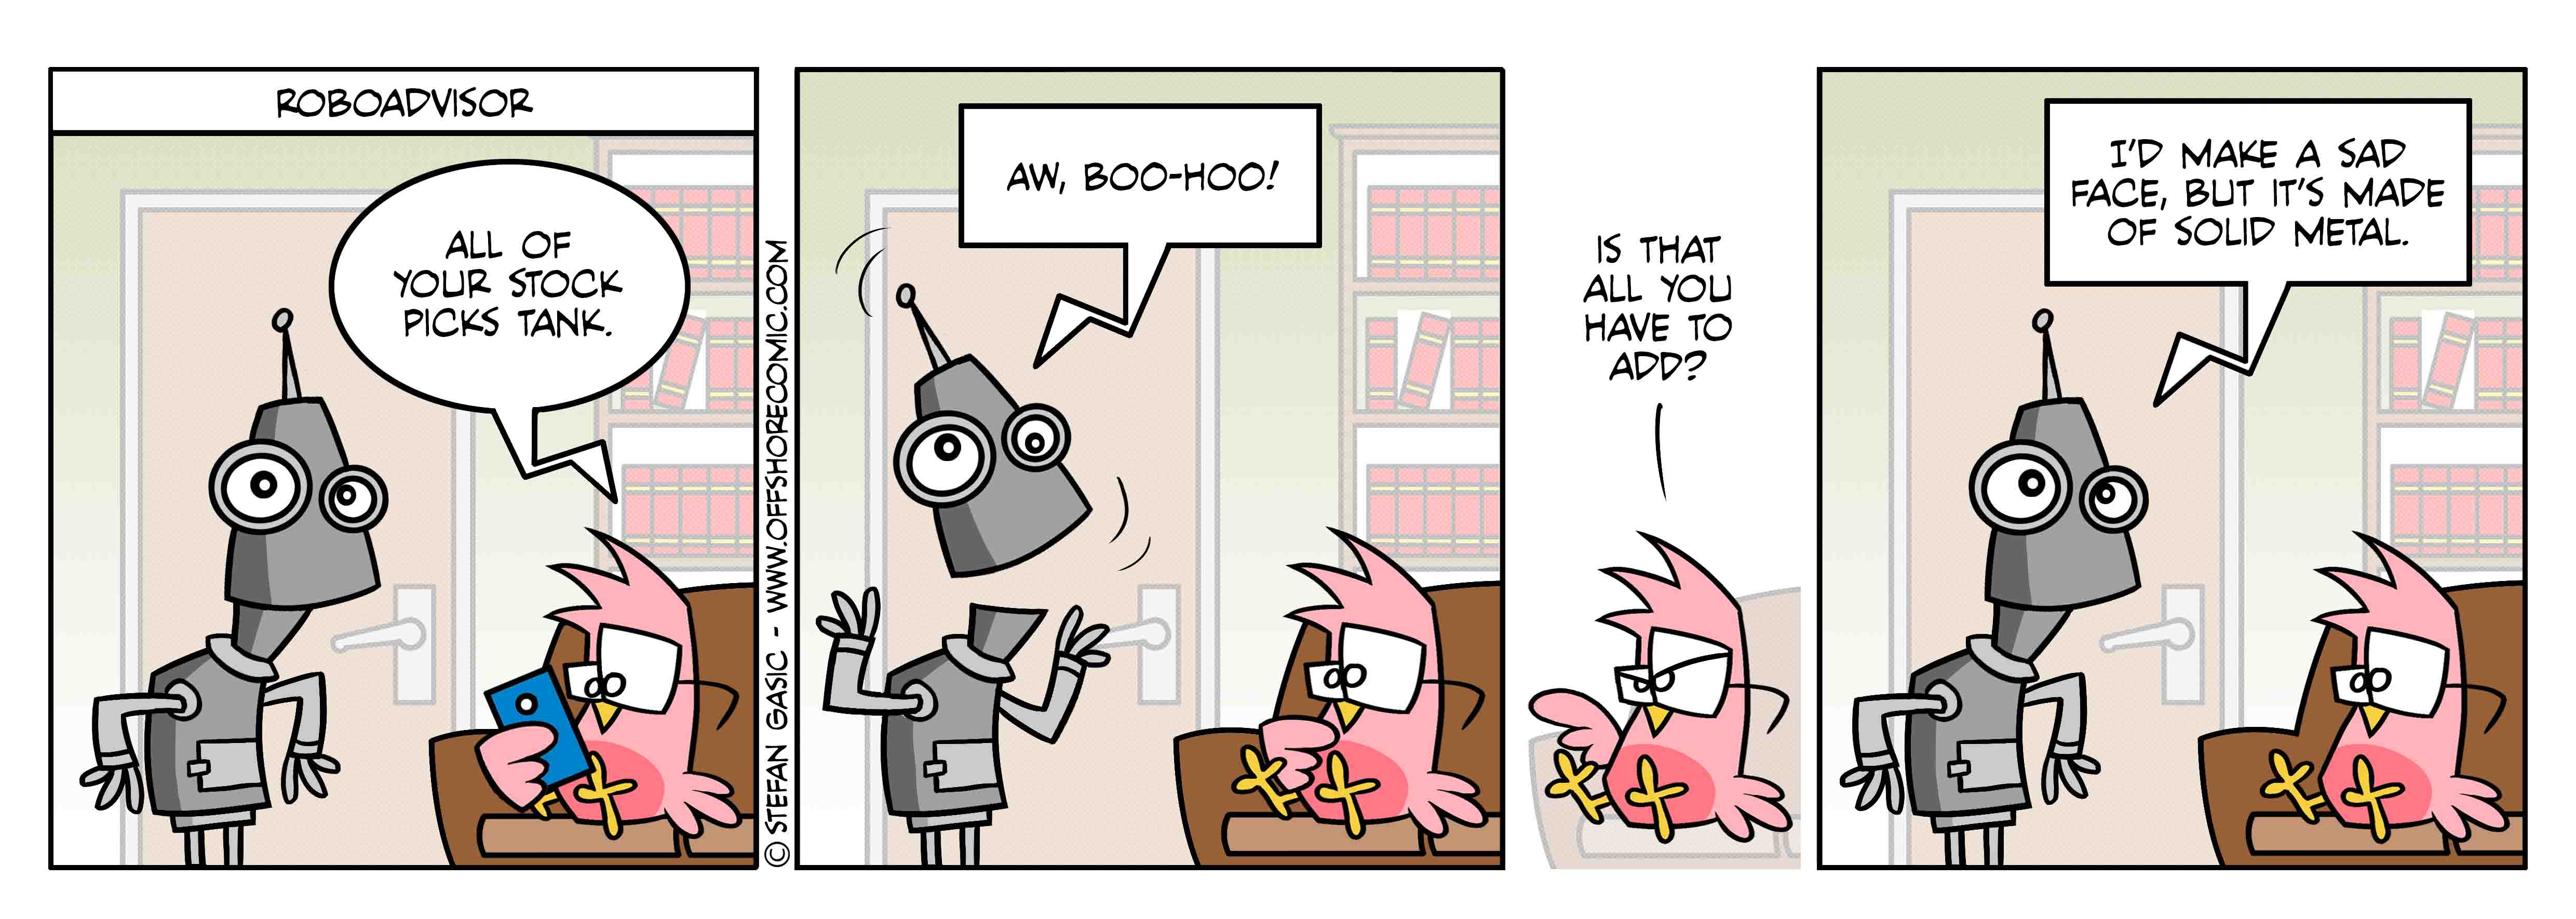 ROBOADVISOR
ALL OF
YOUR STOCK
PICKS TANK.
© STEFAN GASIC - WWW.OFFSHORECOMIC.COM
AW, BOO-HOO!
IS THAT
ALL YOU
HAVE TO
ADD?
I'D MAKE A SAD
FACE, BUT IT'S MADE
OF SOLID METAL.